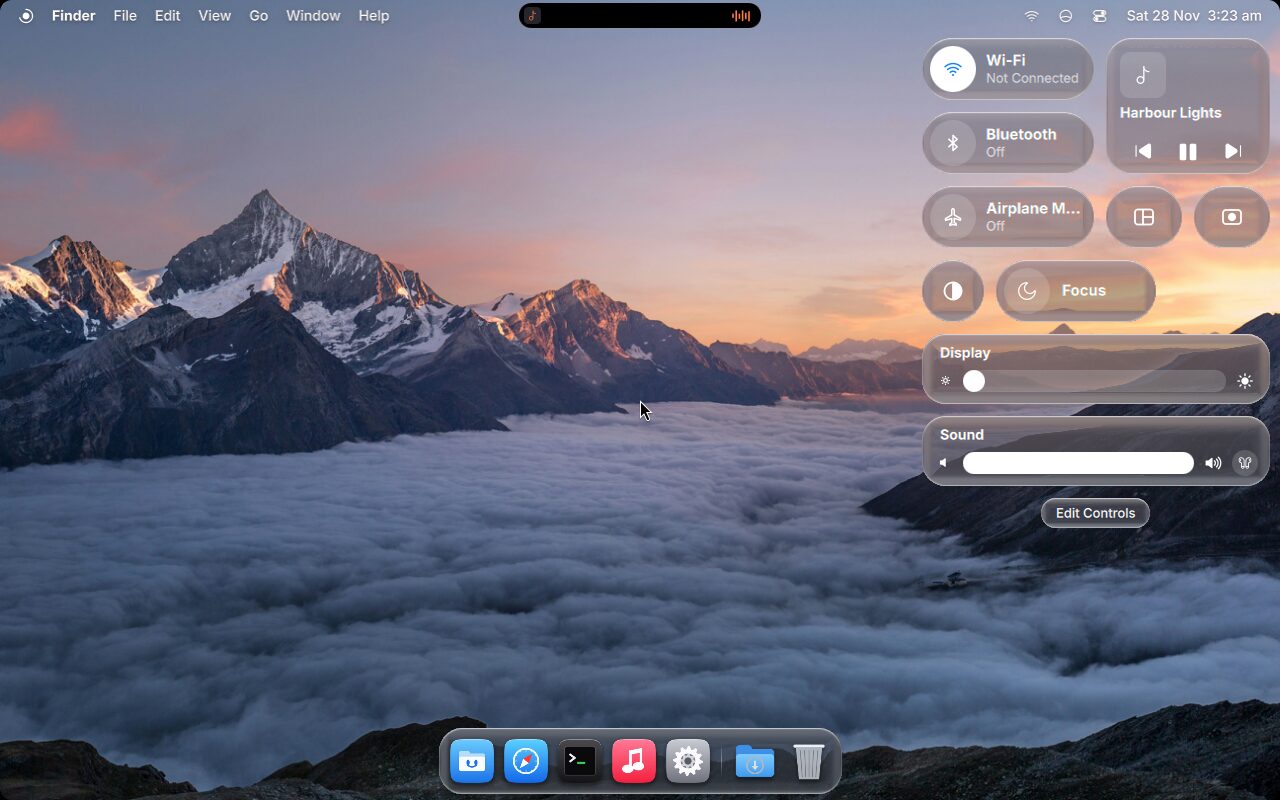 Finder File Edit View Go Window Help
Sat 28 Nov 3:23 am
Wi-Fi
Not Connected
Harbour Lights
Bluetooth
Off
Airplane M...
Off
Focus
Display
Sound
Edit Controls